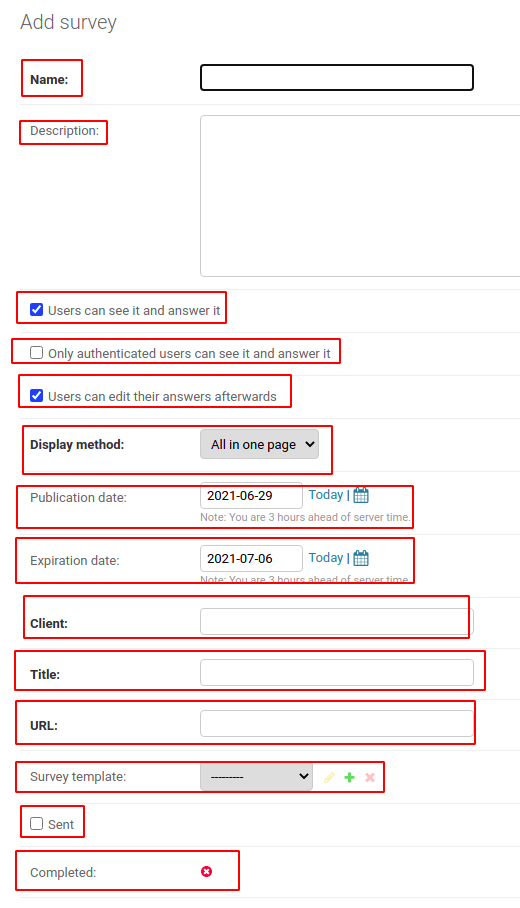 Add survey
Name:
Description:
Users can see it and answer it
Only authenticated users can see it and answer it
Users can edit their answers afterwards
Display method: All in one page
Publication date: 2021-06-29 Today |
Note: You are 3 hours ahead of server time.
Expiration date: 2021-07-06 Today |
Note: You are 3 hours ahead of server time.
Client:
Title:
URL:
Survey template: ---------
Sent
Completed: